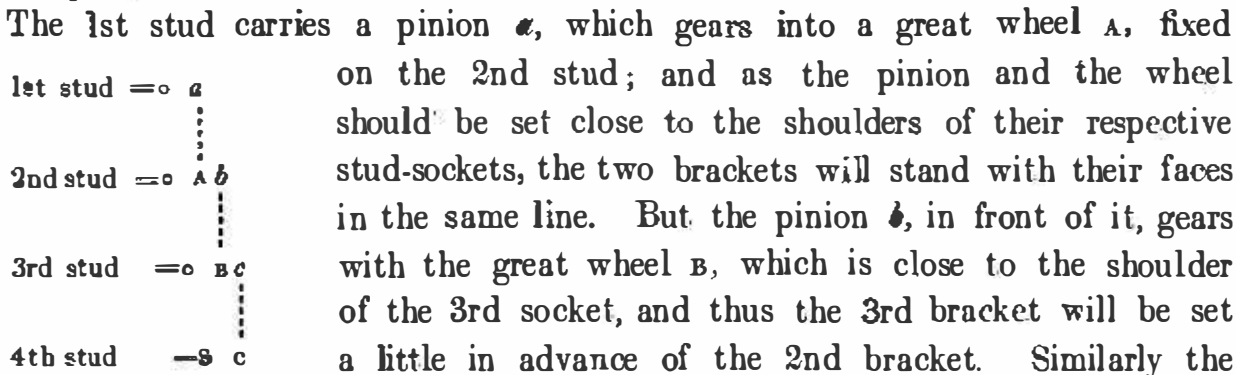 The 1st stud carries a pinion a, which gears into a great wheel A, fixed
on the 2nd stud; and as the pinion and the wheel
should be set close to the shoulders of their respective
stud-sockets, the two brackets will stand with their faces
in the same line. But the pinion b, in front of it, gears
with the great wheel B, which is close to the shoulder
of the 3rd socket, and thus the 3rd bracket will be set
a little in advance of the 2nd bracket. Similarly the
1st stud =o a
2nd stud =o A b
3rd stud =o B c
4th stud =8 C